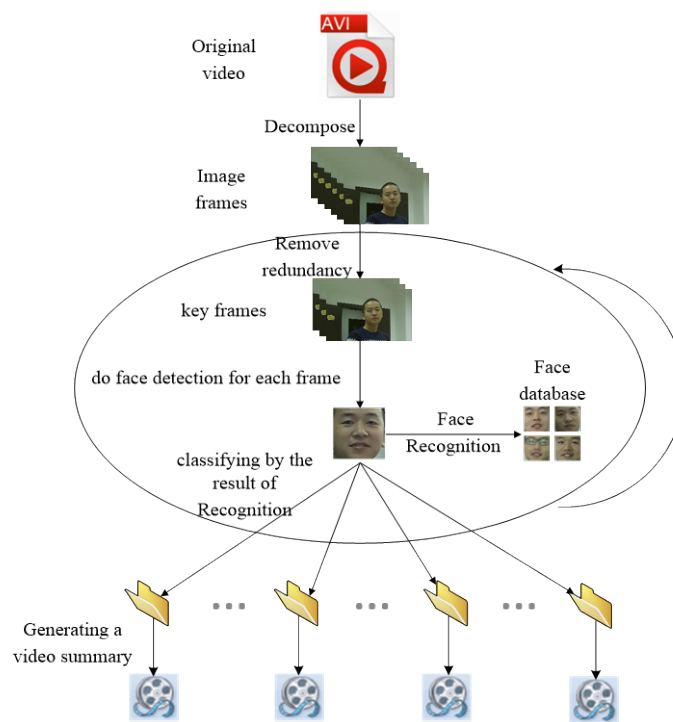 AVI
Original
video
Decompose
Image
frames
Remove
redundancy
key frames
do face detection for each frame
Face
database
Face
Recognition
classifying by the
result of
Recognition
Generating a
video summary